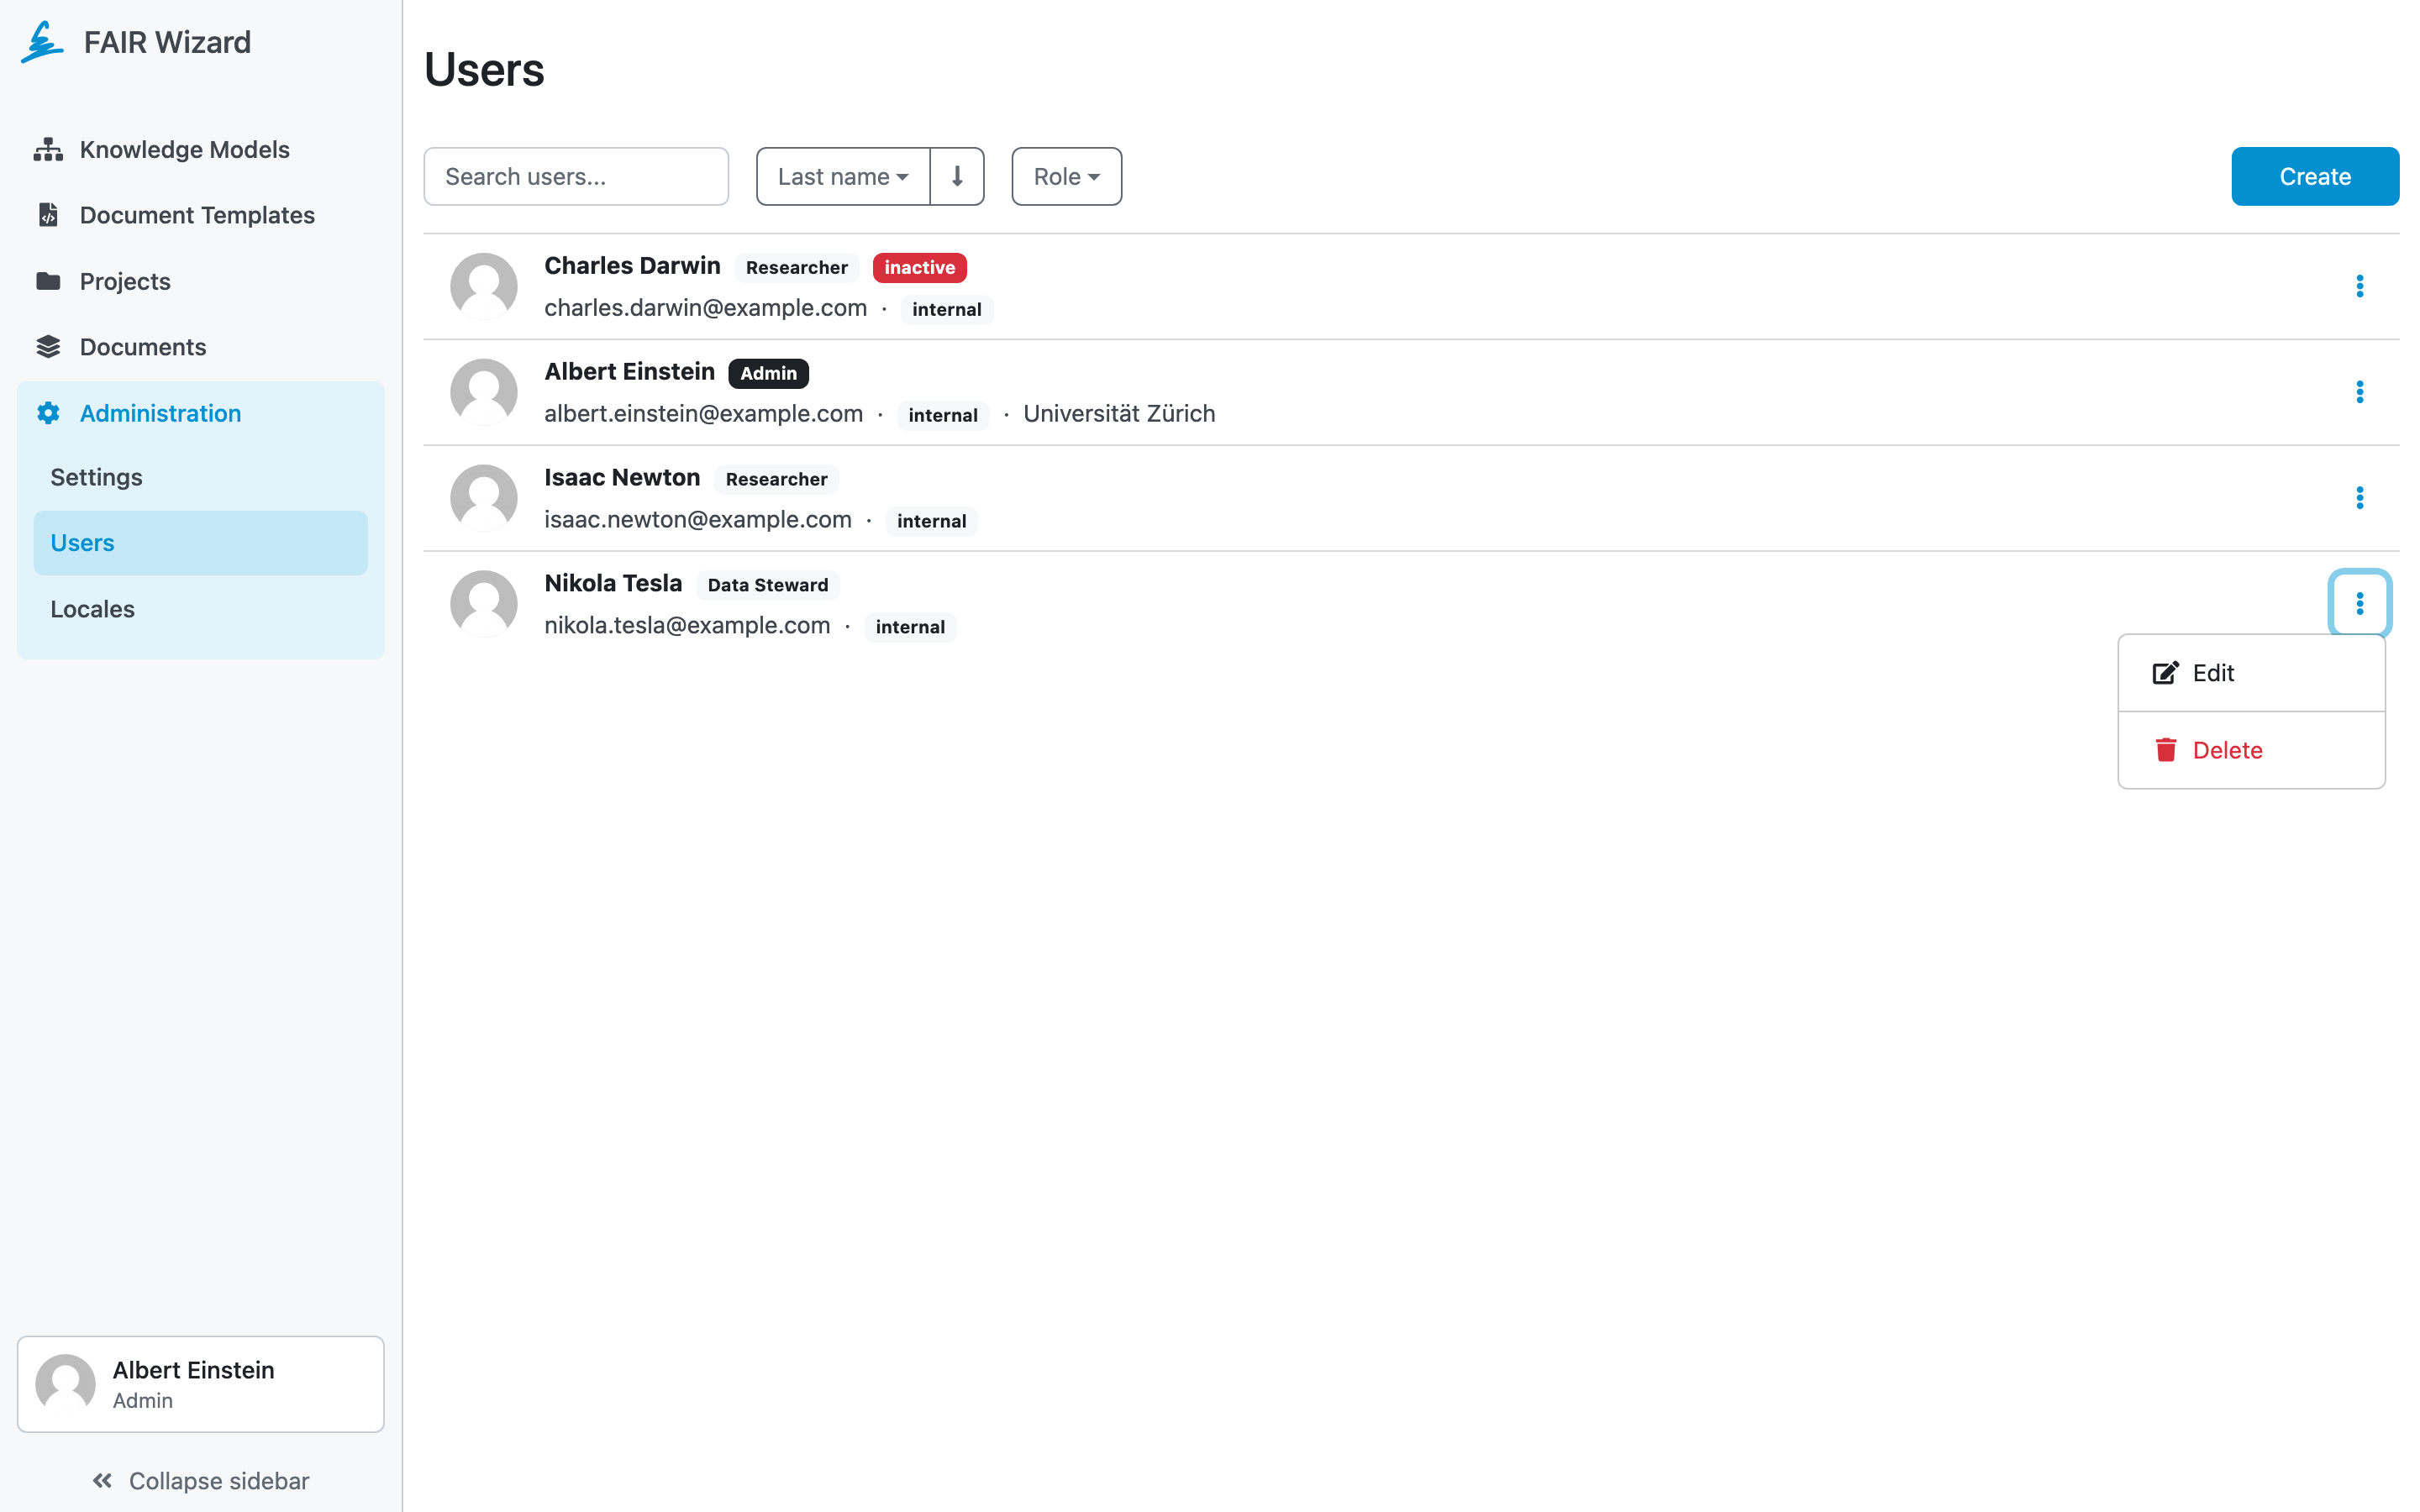 FAIR Wizard
Knowledge Models
Document Templates
Projects
Documents
Administration
Settings
Users
Locales
Albert Einstein
Admin
Collapse sidebar
Users
Search users...
Last name
Role
Create
Charles Darwin Researcher inactive
charles.darwin@example.com · internal
Albert Einstein Admin
albert.einstein@example.com · internal · Universität Zürich
Isaac Newton Researcher
isaac.newton@example.com · internal
Nikola Tesla Data Steward
nikola.tesla@example.com · internal
Edit
Delete